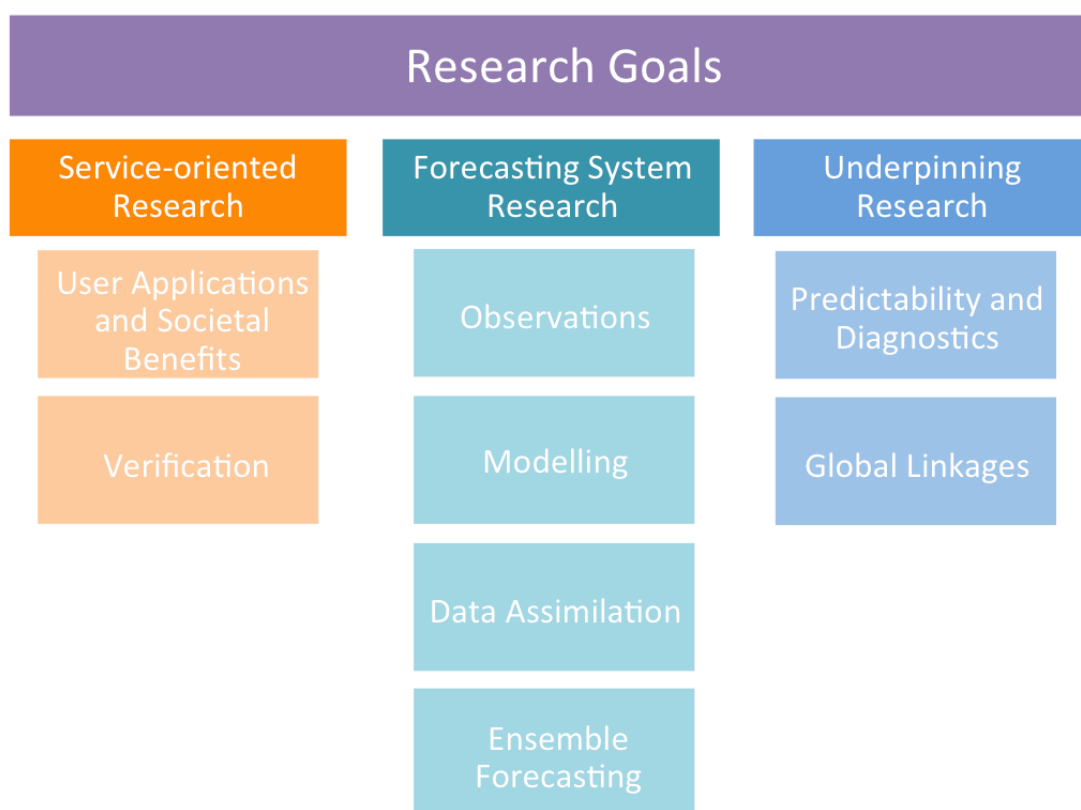 Research Goals
Service-oriented
Research
User Applications
and Societal
Benefits
Verification
Forecasting System
Research
Observations
Modelling
Data Assimilation
Ensemble
Forecasting
Underpinning
Research
Predictability and
Diagnostics
Global Linkages